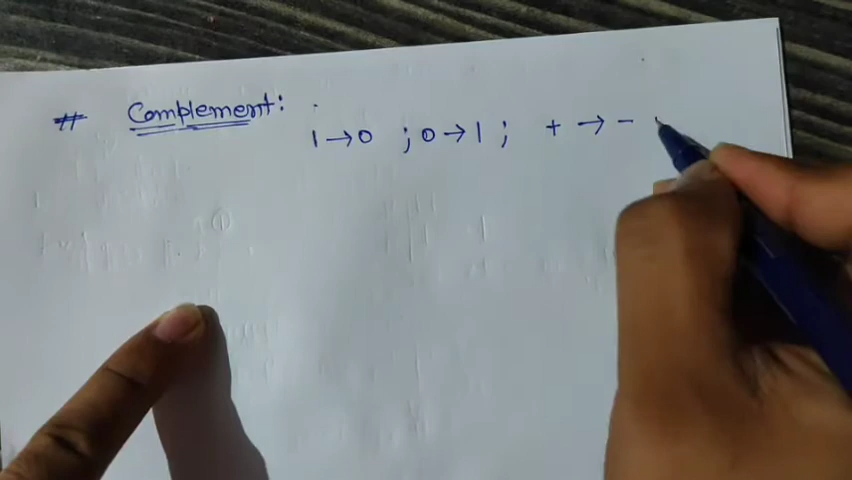 # Complement:
1 → 0 ; 0 → 1 ; + → -